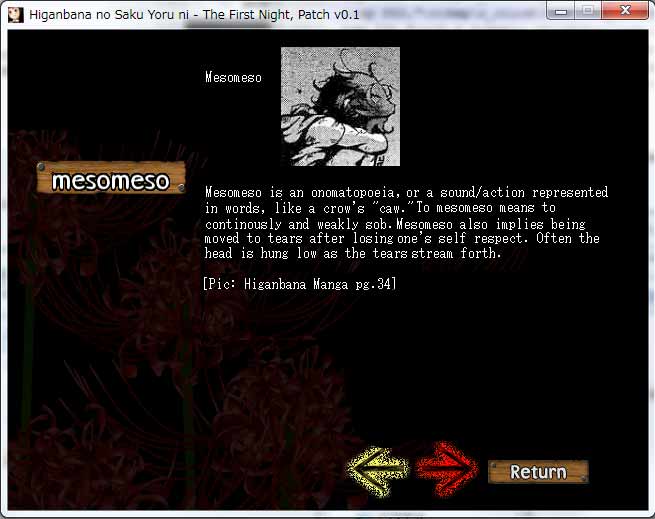 Higanbana no Saku Yoru ni - The First Night, Patch v0.1
Mesomeso
mesomeso
Mesomeso is an onomatopoeia, or a sound/action represented
in words, like a crow's "caw."To mesomeso means to
continously and weakly sob.Mesomeso also implies being
moved to tears after losing one's self respect. Often the
head is hung low as the tears stream forth.
[Pic: Higanbana Manga pg.34]
Return